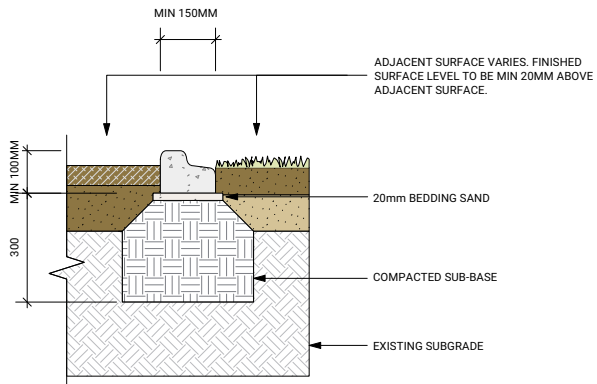 MIN 150MM
ADJACENT SURFACE VARIES. FINISHED
SURFACE LEVEL TO BE MIN 20MM ABOVE
ADJACENT SURFACE.
MIN 100MM
20mm BEDDING SAND
300
COMPACTED SUB-BASE
EXISTING SUBGRADE